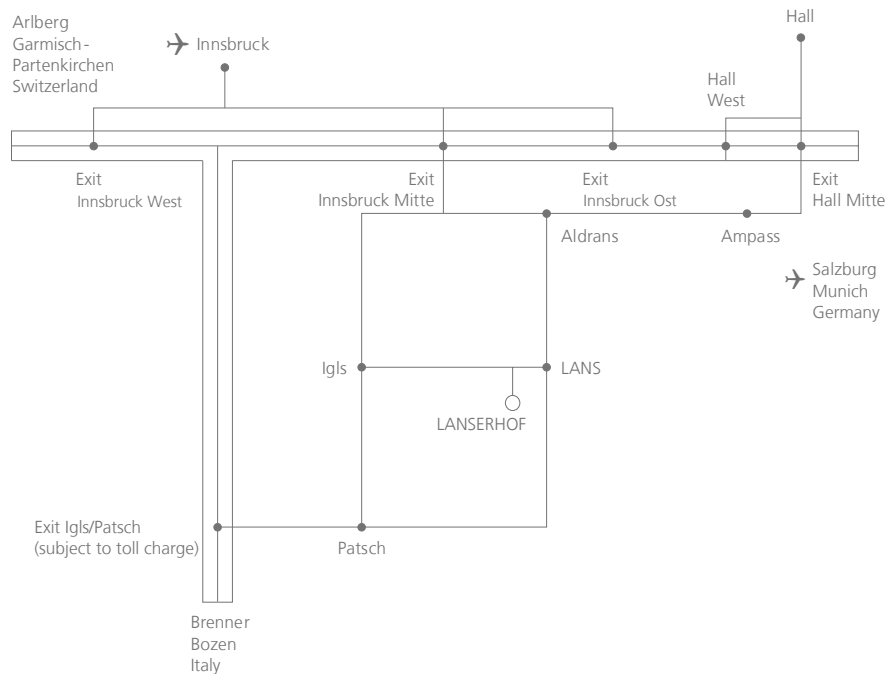 Arlberg
Garmisch-
Partenkirchen
Switzerland
Innsbruck
Hall
Hall
West
Exit
Innsbruck West
Exit
Innsbruck Mitte
Exit
Innsbruck Ost
Exit
Hall Mitte
Aldrans
Ampass
Salzburg
Munich
Germany
Igls
LANS
LANSERHOF
Exit Igls/Patsch
(subject to toll charge)
Patsch
Brenner
Bozen
Italy